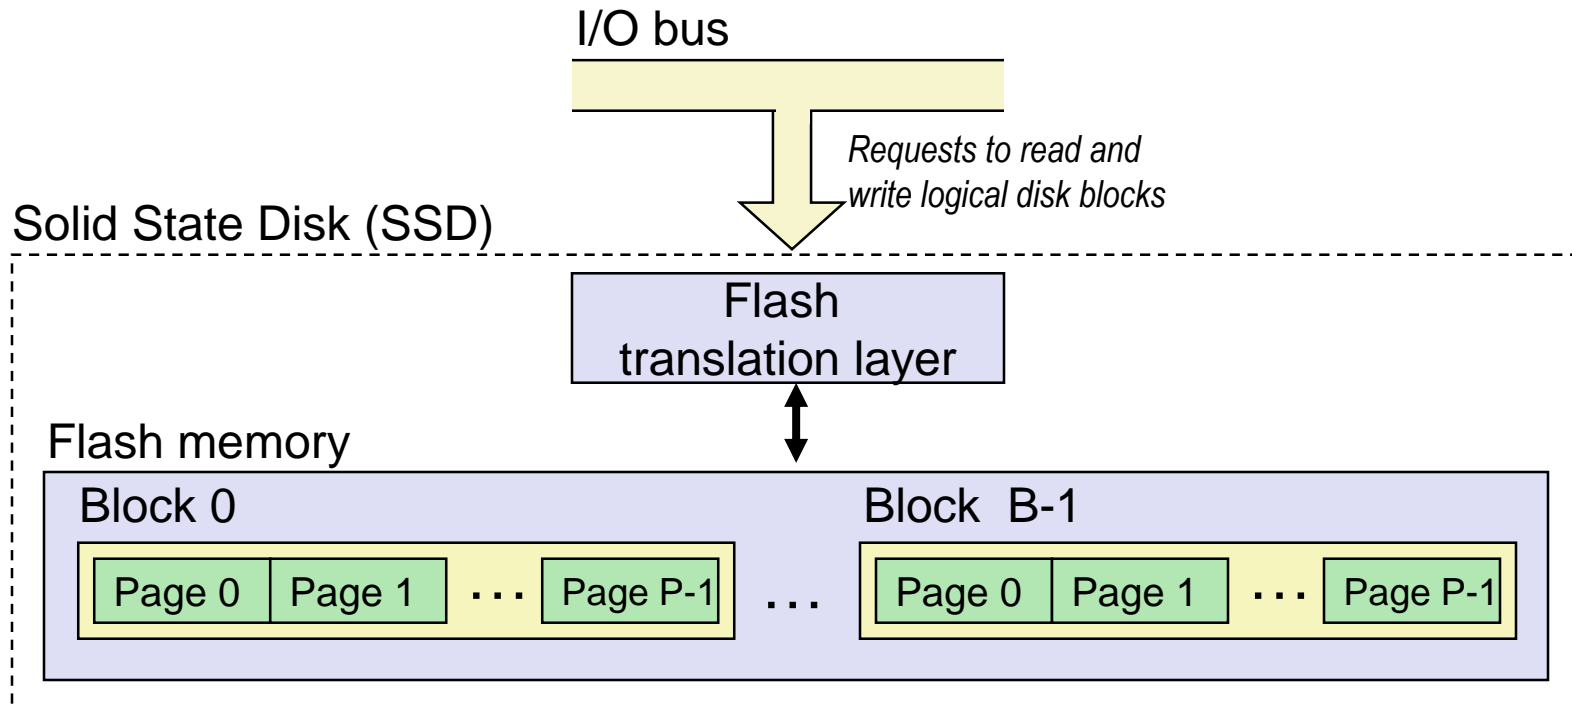 I/O bus
Requests to read and
write logical disk blocks
Solid State Disk (SSD)
Flash
translation layer
Flash memory
Block 0
Block B-1
Page 0 Page 1 ... Page P-1 ... Page 0 Page 1 ... Page P-1